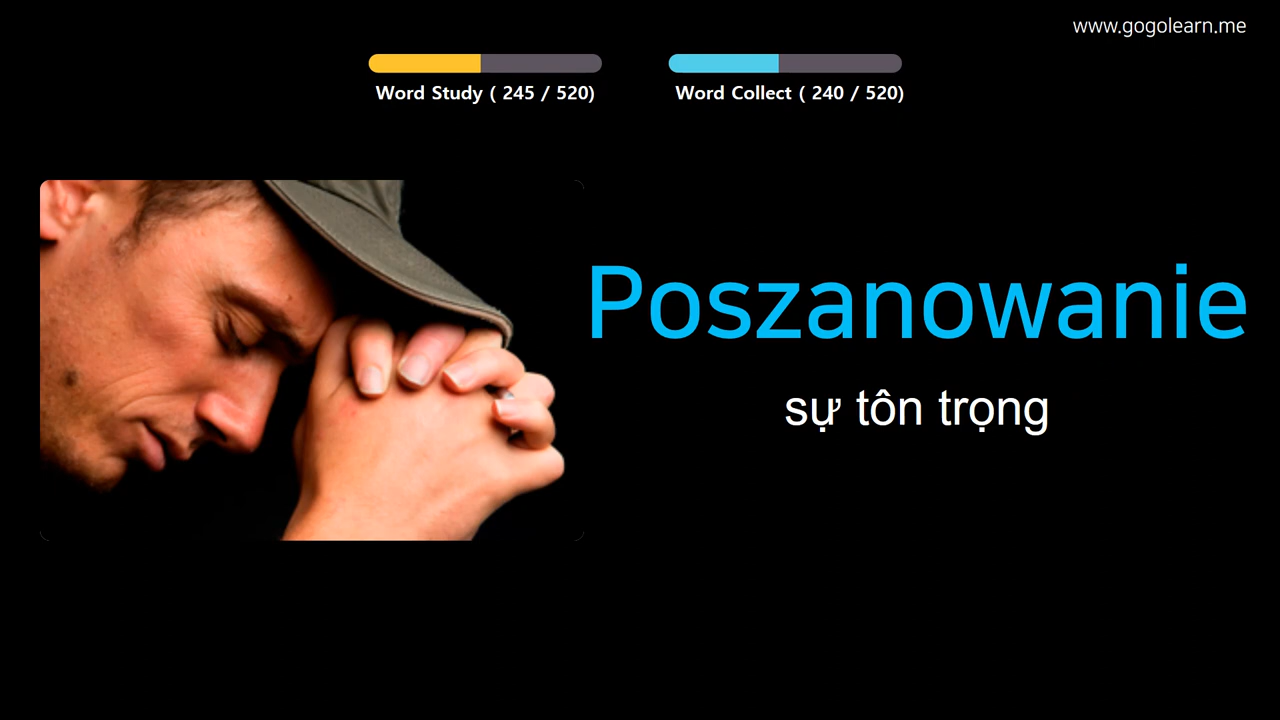 www.gogolearn.me
Word Study ( 245 / 520)
Word Collect ( 240 / 520)
Poszanowanie
sự tôn trọng